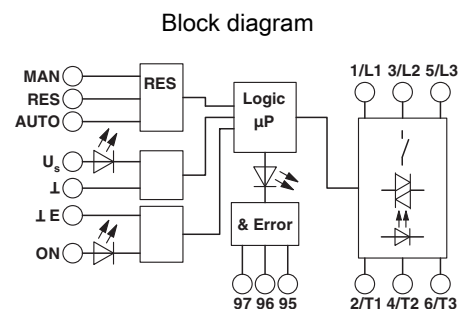 Block diagram
MAN
RES
AUTO
Us
⊥
⊥ E
ON
RES
Logic
µP
& Error
97 96 95
1/L1 3/L2 5/L3
2/T1 4/T2 6/T3